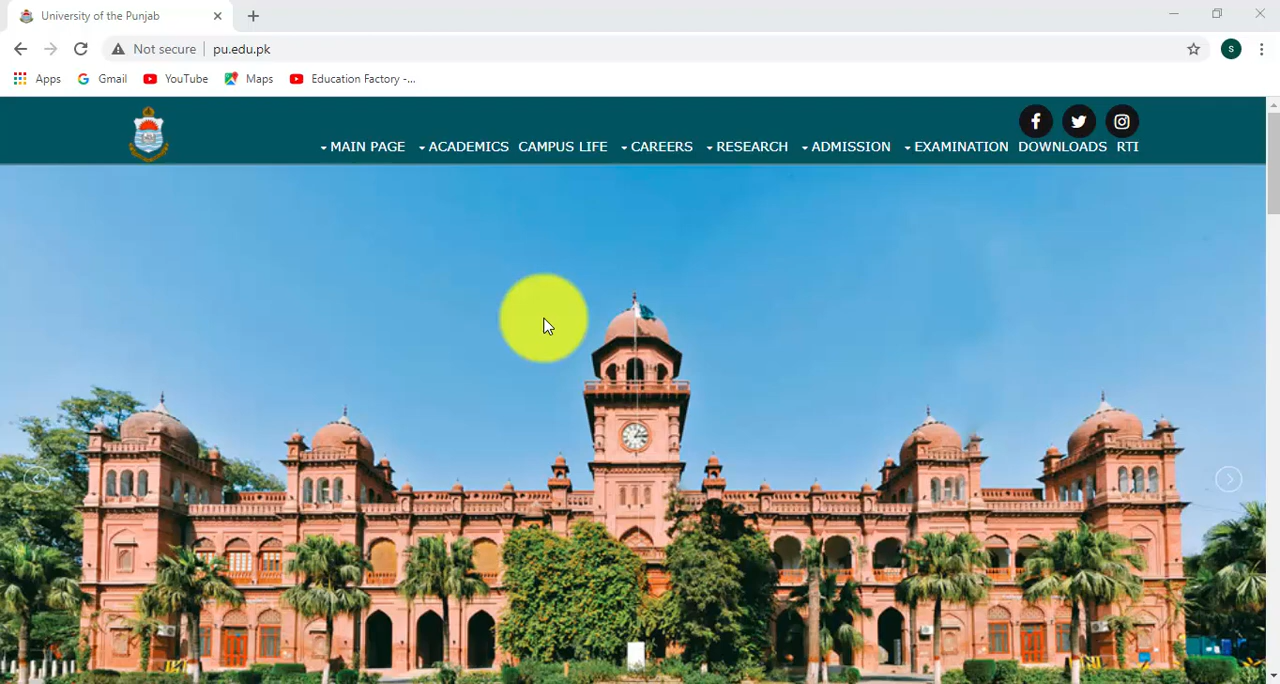 University of the Punjab
Not secure pu.edu.pk S
Apps Gmail YouTube Maps Education Factory -...
MAIN PAGE ACADEMICS CAMPUS LIFE CAREERS RESEARCH ADMISSION EXAMINATION DOWNLOADS RTI